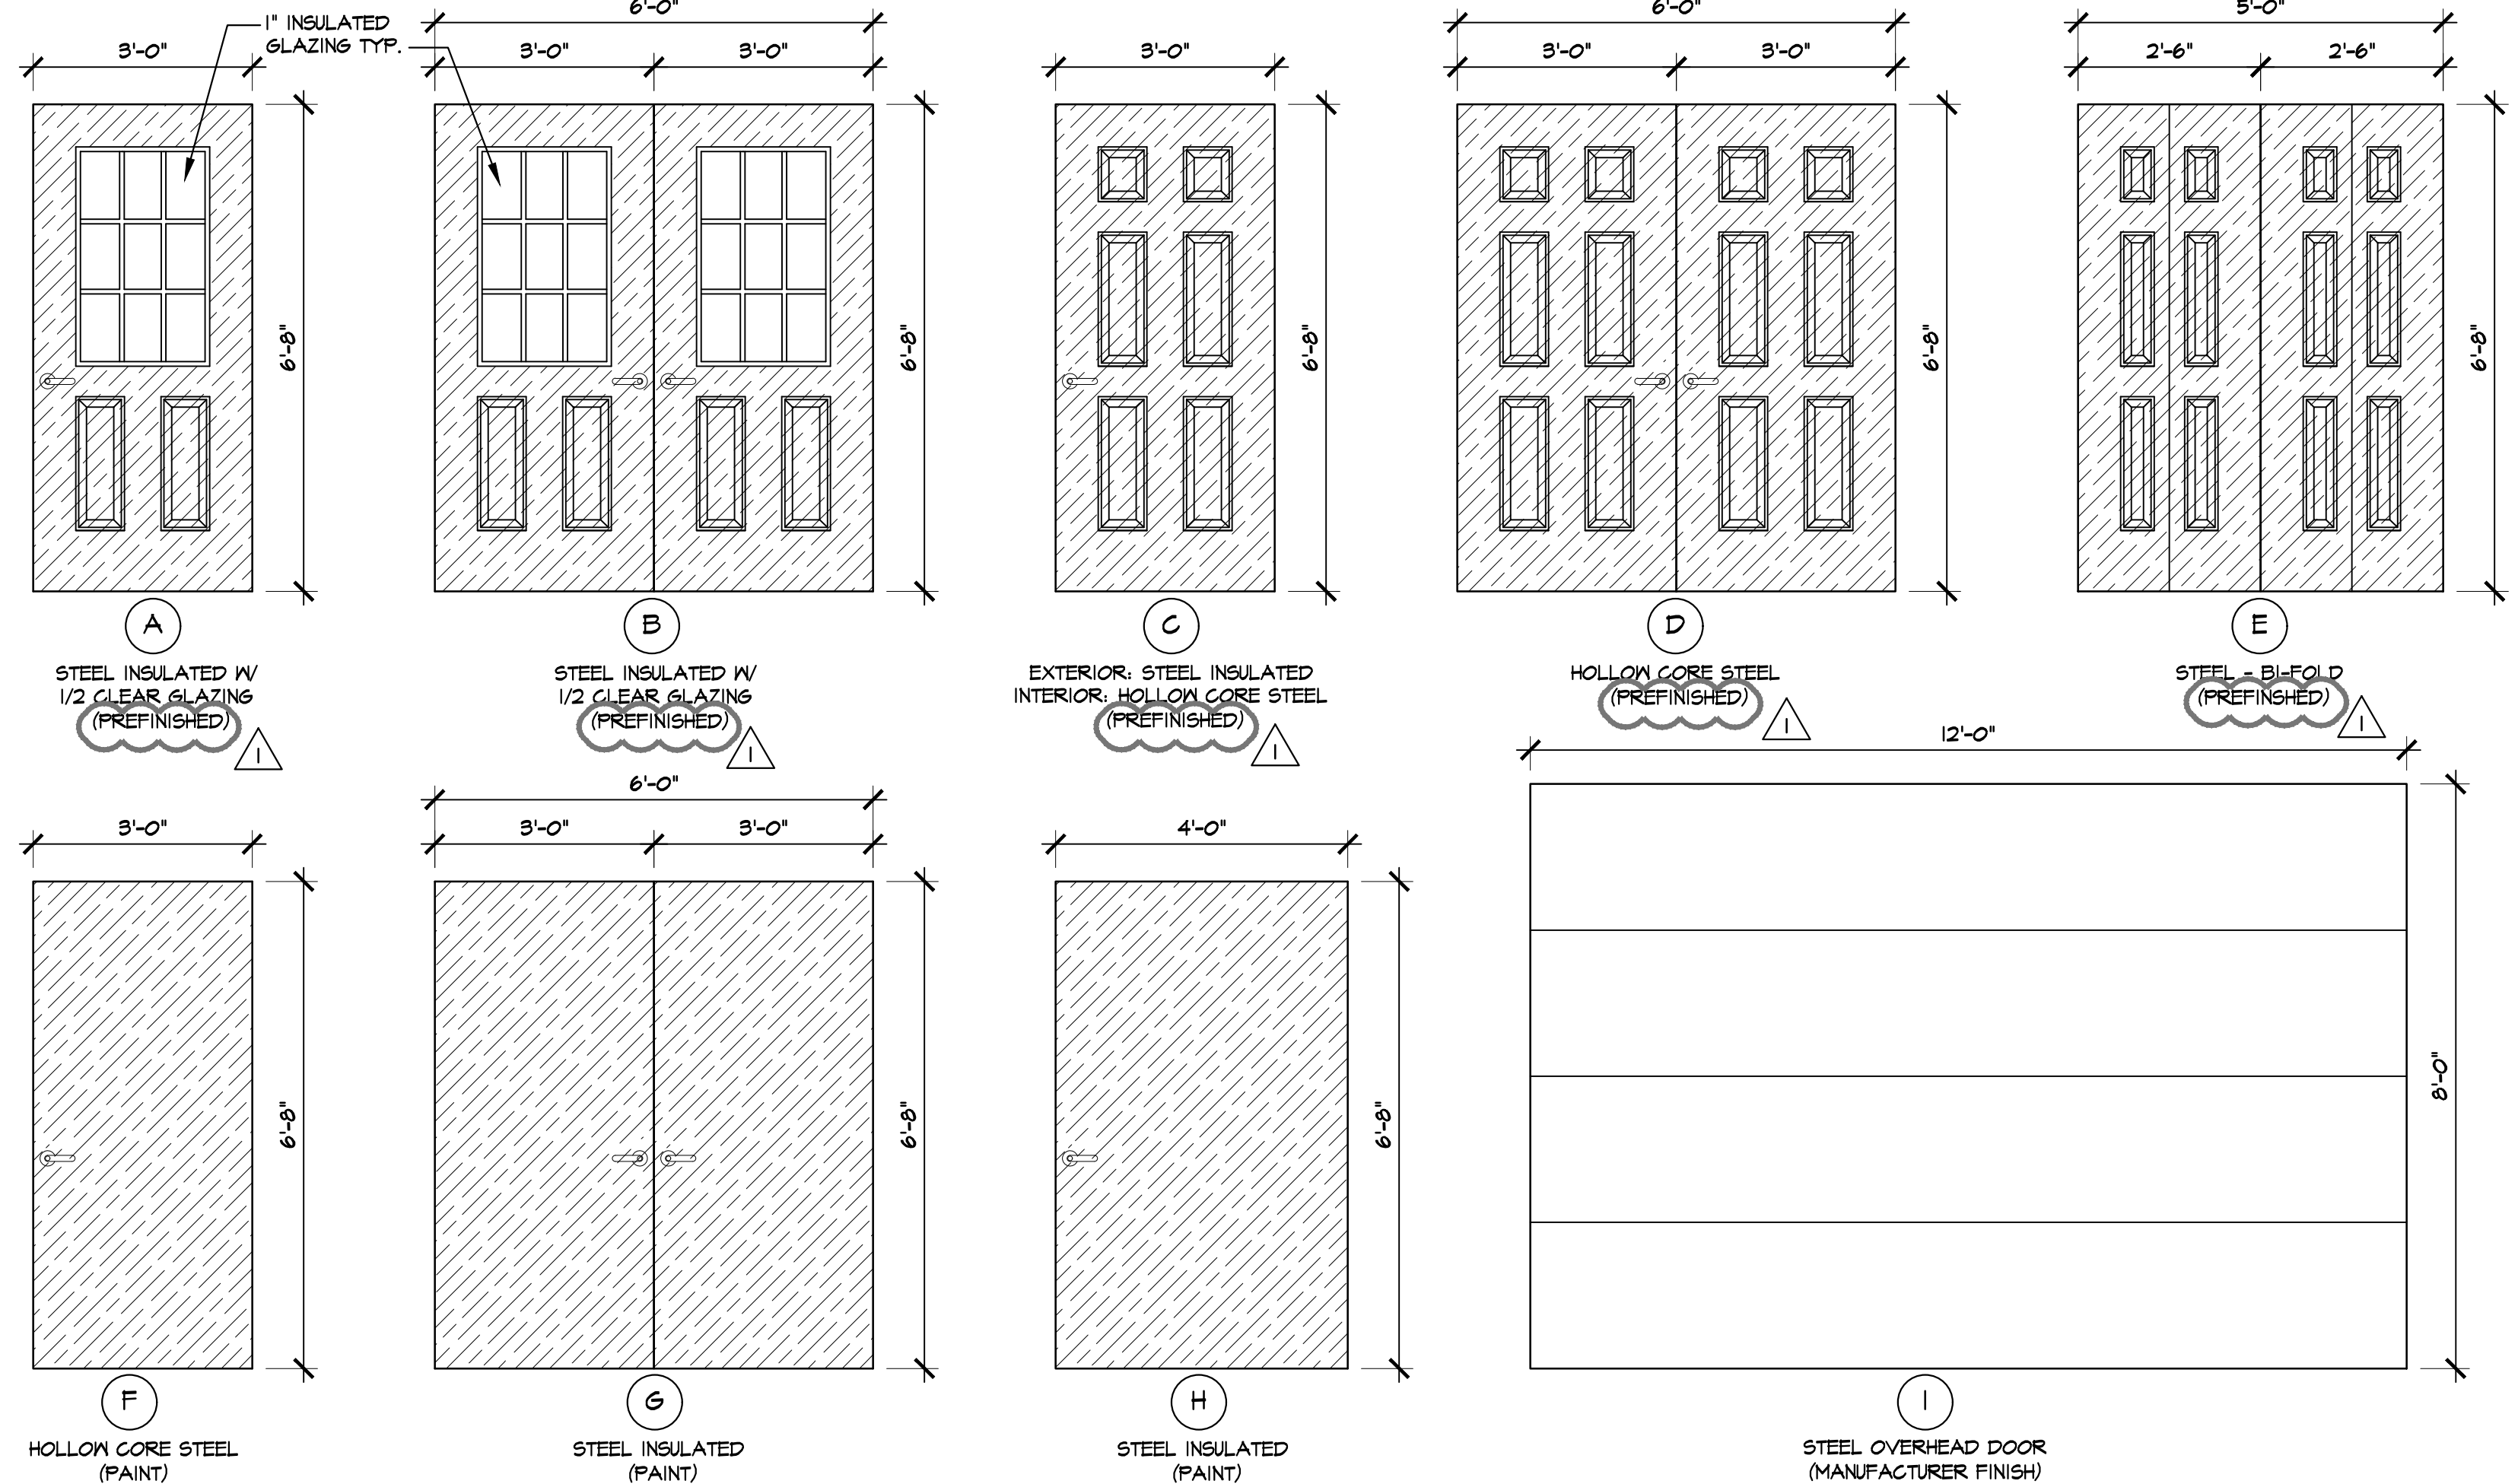 1" INSULATED
GLAZING TYP.
3'-0"
6'-0"
3'-0" 3'-0"
3'-0"
6'-0"
3'-0" 3'-0"
5'-0"
2'-6" 2'-6"
6'-8"
6'-8"
6'-8"
6'-8"
6'-8"
A
STEEL INSULATED W/
1/2 CLEAR GLAZING
(PREFINISHED)
1
B
STEEL INSULATED W/
1/2 CLEAR GLAZING
(PREFINISHED)
1
C
EXTERIOR: STEEL INSULATED
INTERIOR: HOLLOW CORE STEEL
(PREFINISHED)
1
D
HOLLOW CORE STEEL
(PREFINISHED)
1
E
STEEL - BI-FOLD
(PREFINISHED)
1
3'-0"
6'-0"
3'-0" 3'-0"
4'-0"
12'-0"
6'-8"
6'-8"
6'-8"
8'-0"
F
HOLLOW CORE STEEL
(PAINT)
G
STEEL INSULATED
(PAINT)
H
STEEL INSULATED
(PAINT)
I
STEEL OVERHEAD DOOR
(MANUFACTURER FINISH)